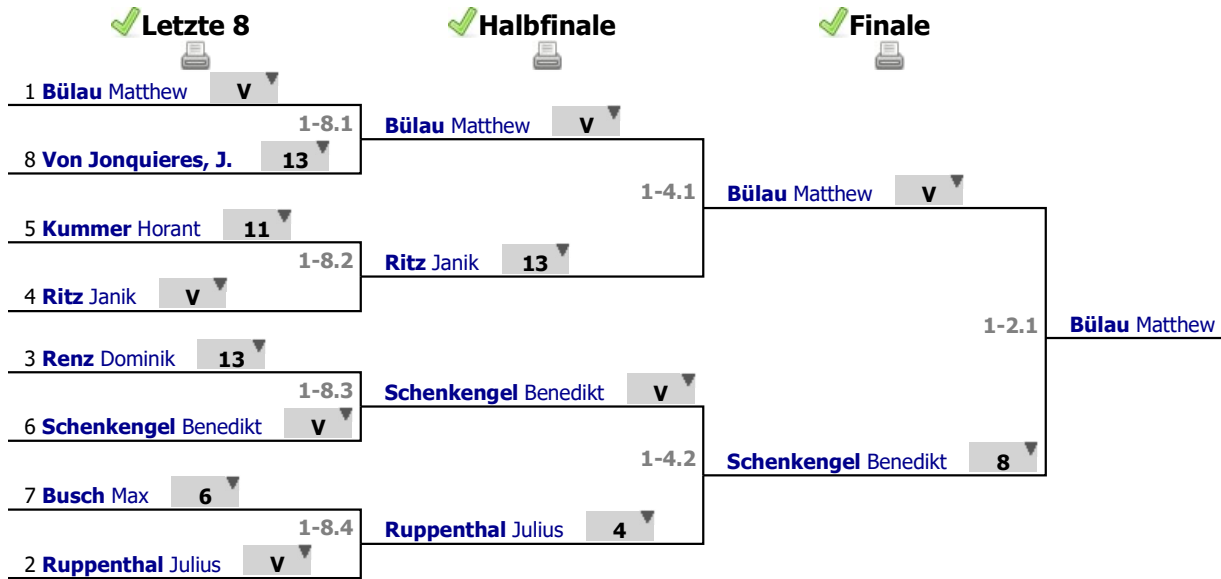 Letzte 8
Halbfinale
Finale
1 Bülau Matthew V
1-8.1
8 Von Jonquieres, J. 13
5 Kummer Horant 11
1-8.2
4 Ritz Janik V
3 Renz Dominik 13
1-8.3
6 Schenkengel Benedikt V
7 Busch Max 6
1-8.4
2 Ruppenthal Julius V
Bülau Matthew V
1-4.1
Ritz Janik 13
Schenkengel Benedikt V
1-4.2
Ruppenthal Julius 4
Bülau Matthew V
1-2.1
Schenkengel Benedikt 8
Bülau Matthew